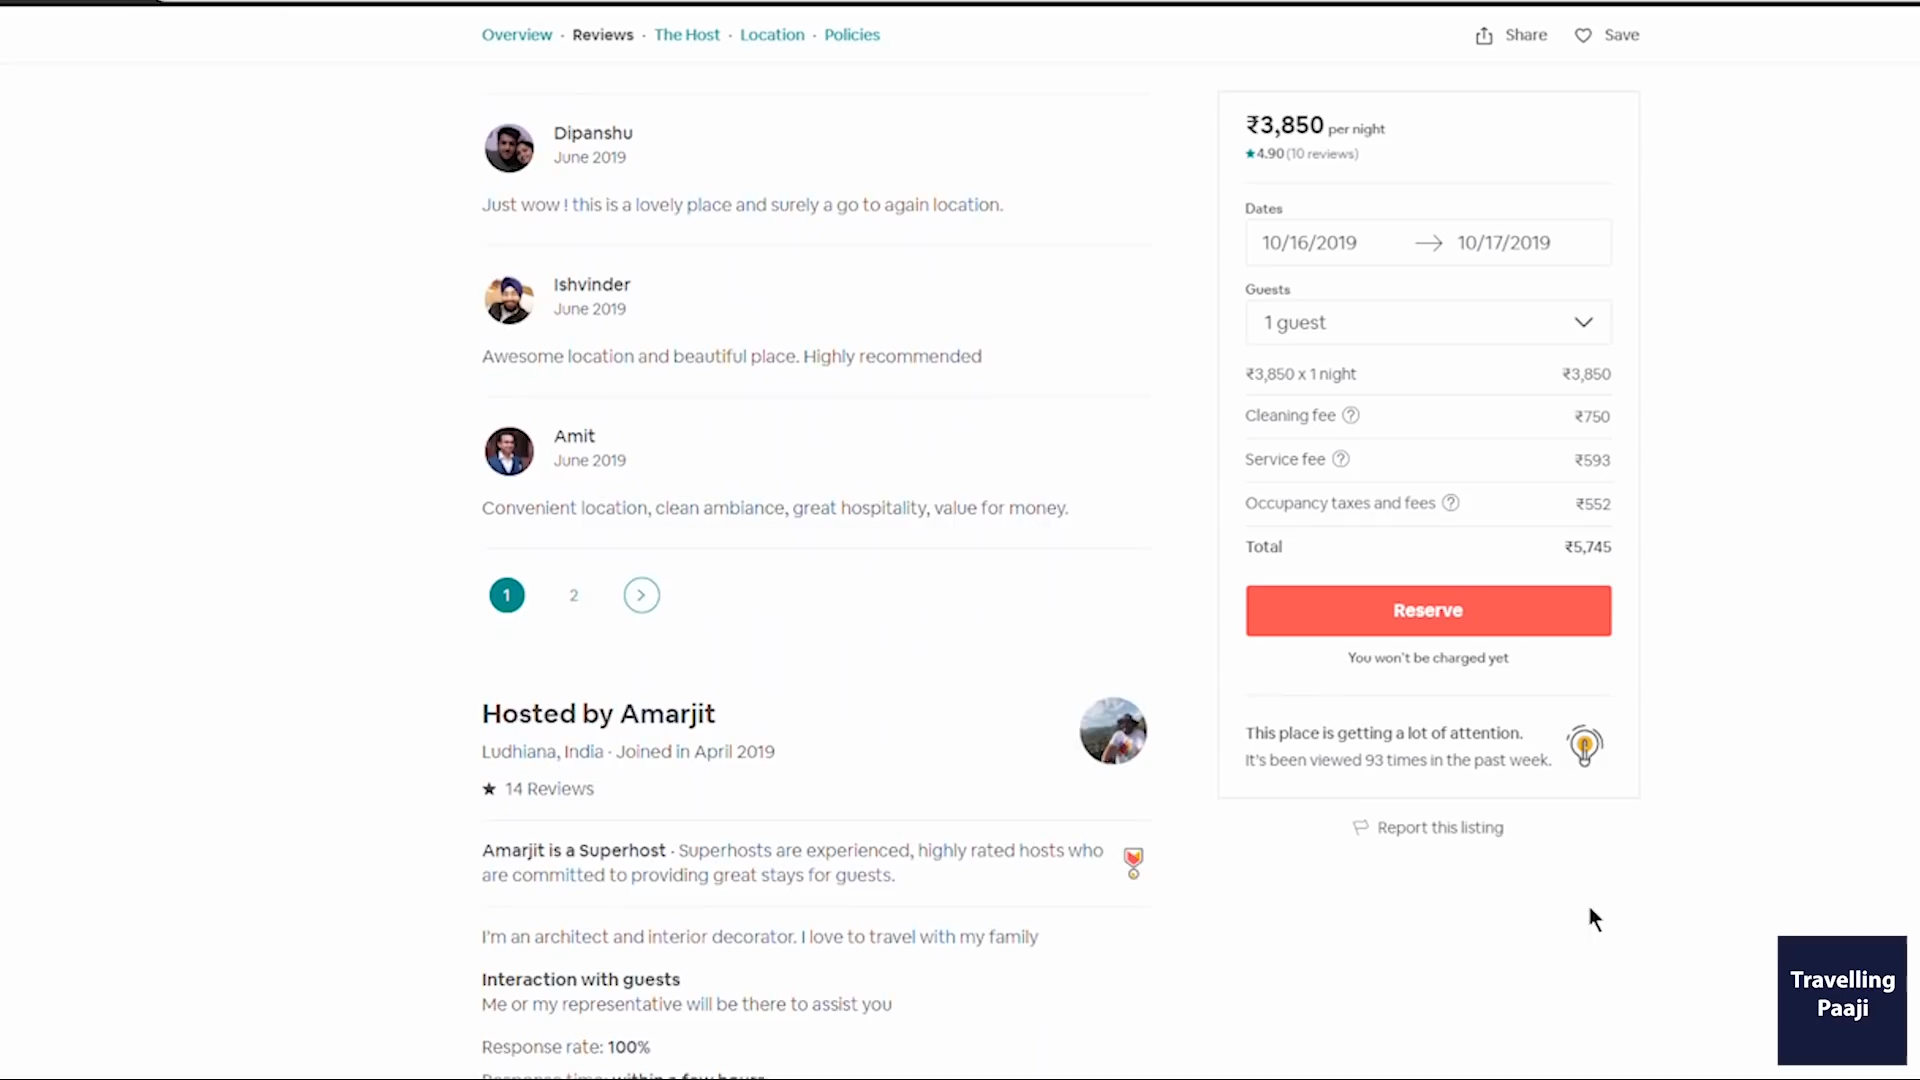 Overview · Reviews · The Host · Location · Policies
Share
Save
Dipanshu
June 2019
Just wow ! this is a lovely place and surely a go to again location.
Ishvinder
June 2019
Awesome location and beautiful place. Highly recommended
Amit
June 2019
Convenient location, clean ambiance, great hospitality, value for money.
1
2
Hosted by Amarjit
Ludhiana, India · Joined in April 2019
★ 14 Reviews
Amarjit is a Superhost · Superhosts are experienced, highly rated hosts who
are committed to providing great stays for guests.
I'm an architect and interior decorator. I love to travel with my family
Interaction with guests
Me or my representative will be there to assist you
Response rate: 100%
Response time: within a few hours
₹3,850 per night
★4.90 (10 reviews)
Dates
10/16/2019 → 10/17/2019
Guests
1 guest
₹3,850 x 1 night ₹3,850
Cleaning fee ? ₹750
Service fee ? ₹593
Occupancy taxes and fees ? ₹552
Total ₹5,745
Reserve
You won't be charged yet
This place is getting a lot of attention.
It's been viewed 93 times in the past week.
Report this listing
Travelling
Paaji